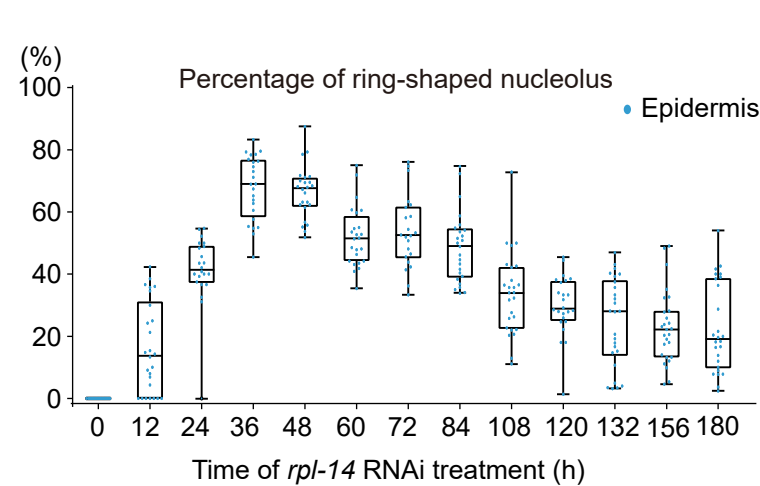 (%)
Percentage of ring-shaped nucleolus
Epidermis
100
80
60
40
20
0
0 12 24 36 48 60 72 84 108 120 132 156 180
Time of rpl-14 RNAi treatment (h)